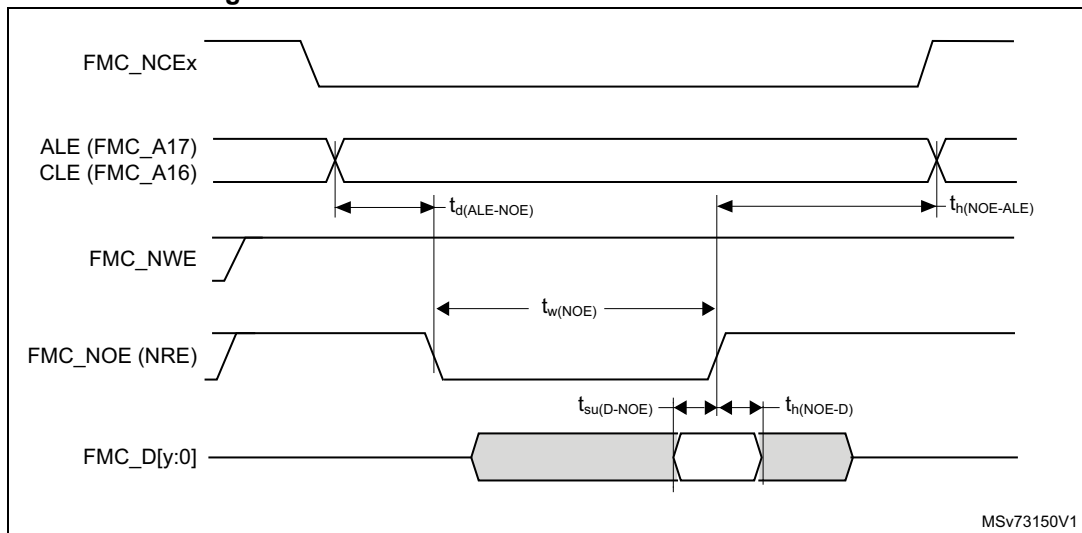 FMC_NCEx
ALE (FMC_A17)
CLE (FMC_A16)
td(ALE-NOE)
th(NOE-ALE)
FMC_NWE
tw(NOE)
FMC_NOE (NRE)
tsu(D-NOE)
th(NOE-D)
FMC_D[y:0]
MSv73150V1